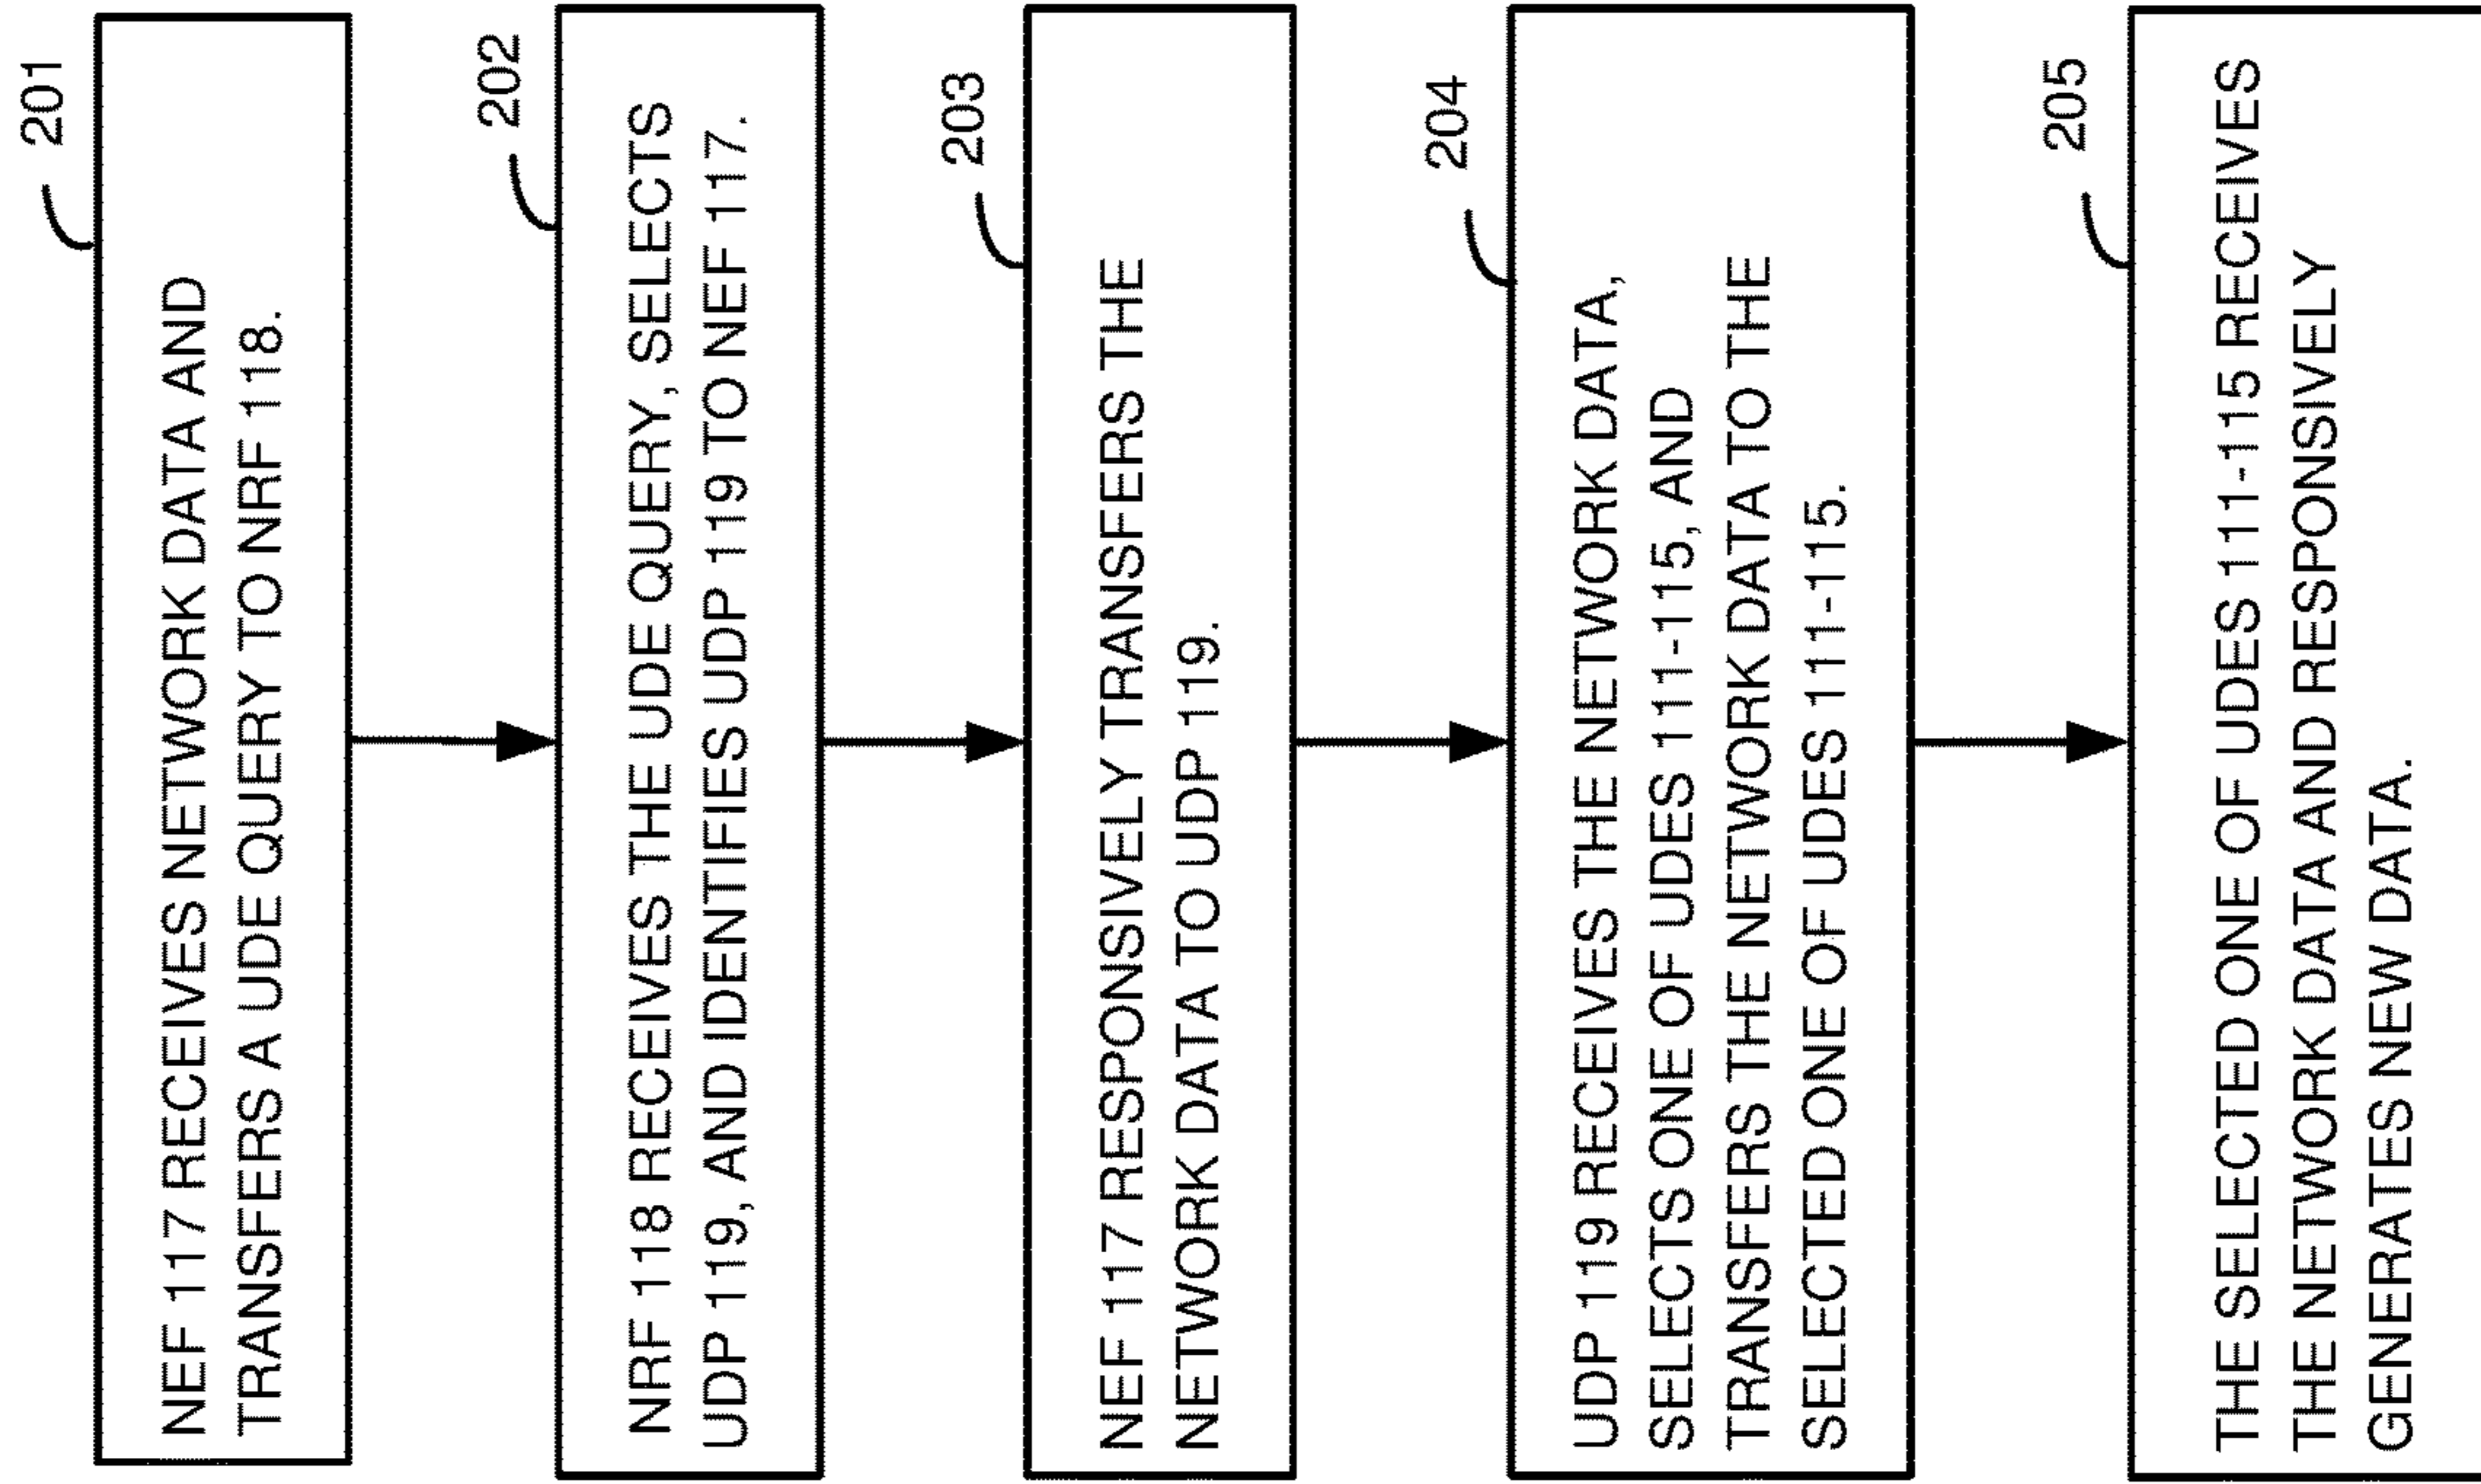 201
NEF 117 RECEIVES NETWORK DATA AND
TRANSFERS A UDE QUERY TO NRF 118.
202
NRF 118 RECEIVES THE UDE QUERY, SELECTS
UDP 119, AND IDENTIFIES UDP 119 TO NEF 117.
203
NEF 117 RESPONSIVELY TRANSFERS THE
NETWORK DATA TO UDP 119.
204
UDP 119 RECEIVES THE NETWORK DATA,
SELECTS ONE OF UDES 111-115, AND
TRANSFERS THE NETWORK DATA TO THE
SELECTED ONE OF UDES 111-115.
205
THE SELECTED ONE OF UDES 111-115 RECEIVES
THE NETWORK DATA AND RESPONSIVELY
GENERATES NEW DATA.